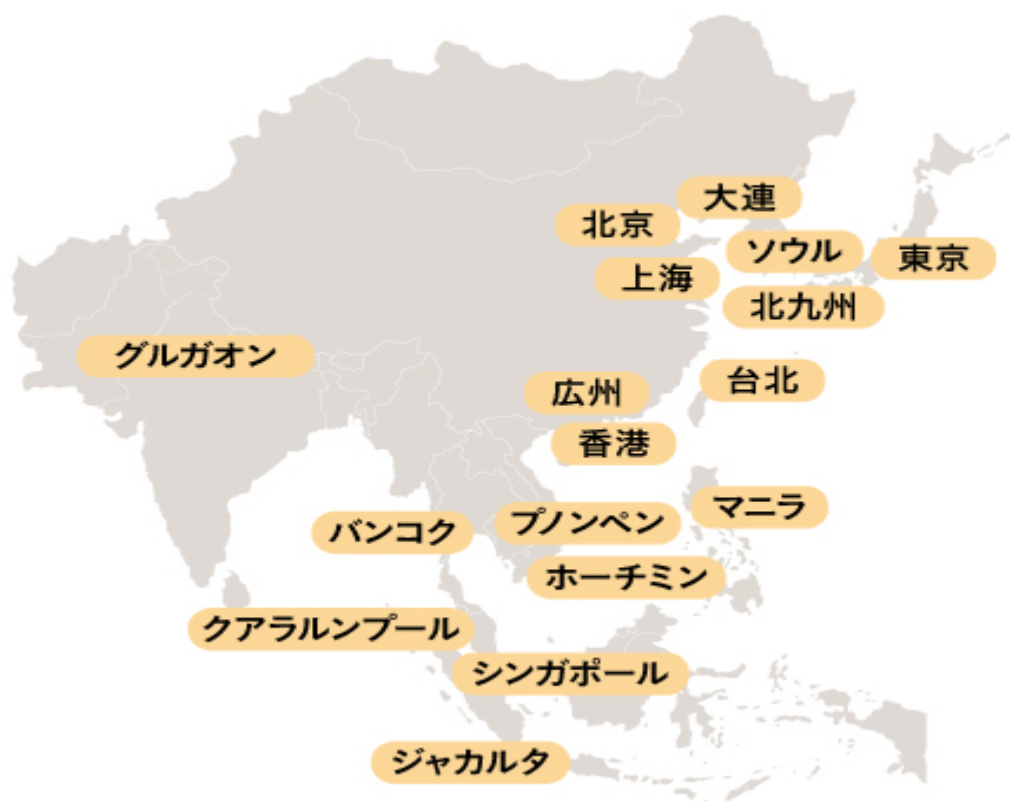 大連
北京
ソウル
東京
上海
北九州
グルガオン
台北
広州
香港
マニラ
プノンペン
バンコク
ホーチミン
クアラルンプール
シンガポール
ジャカルタ